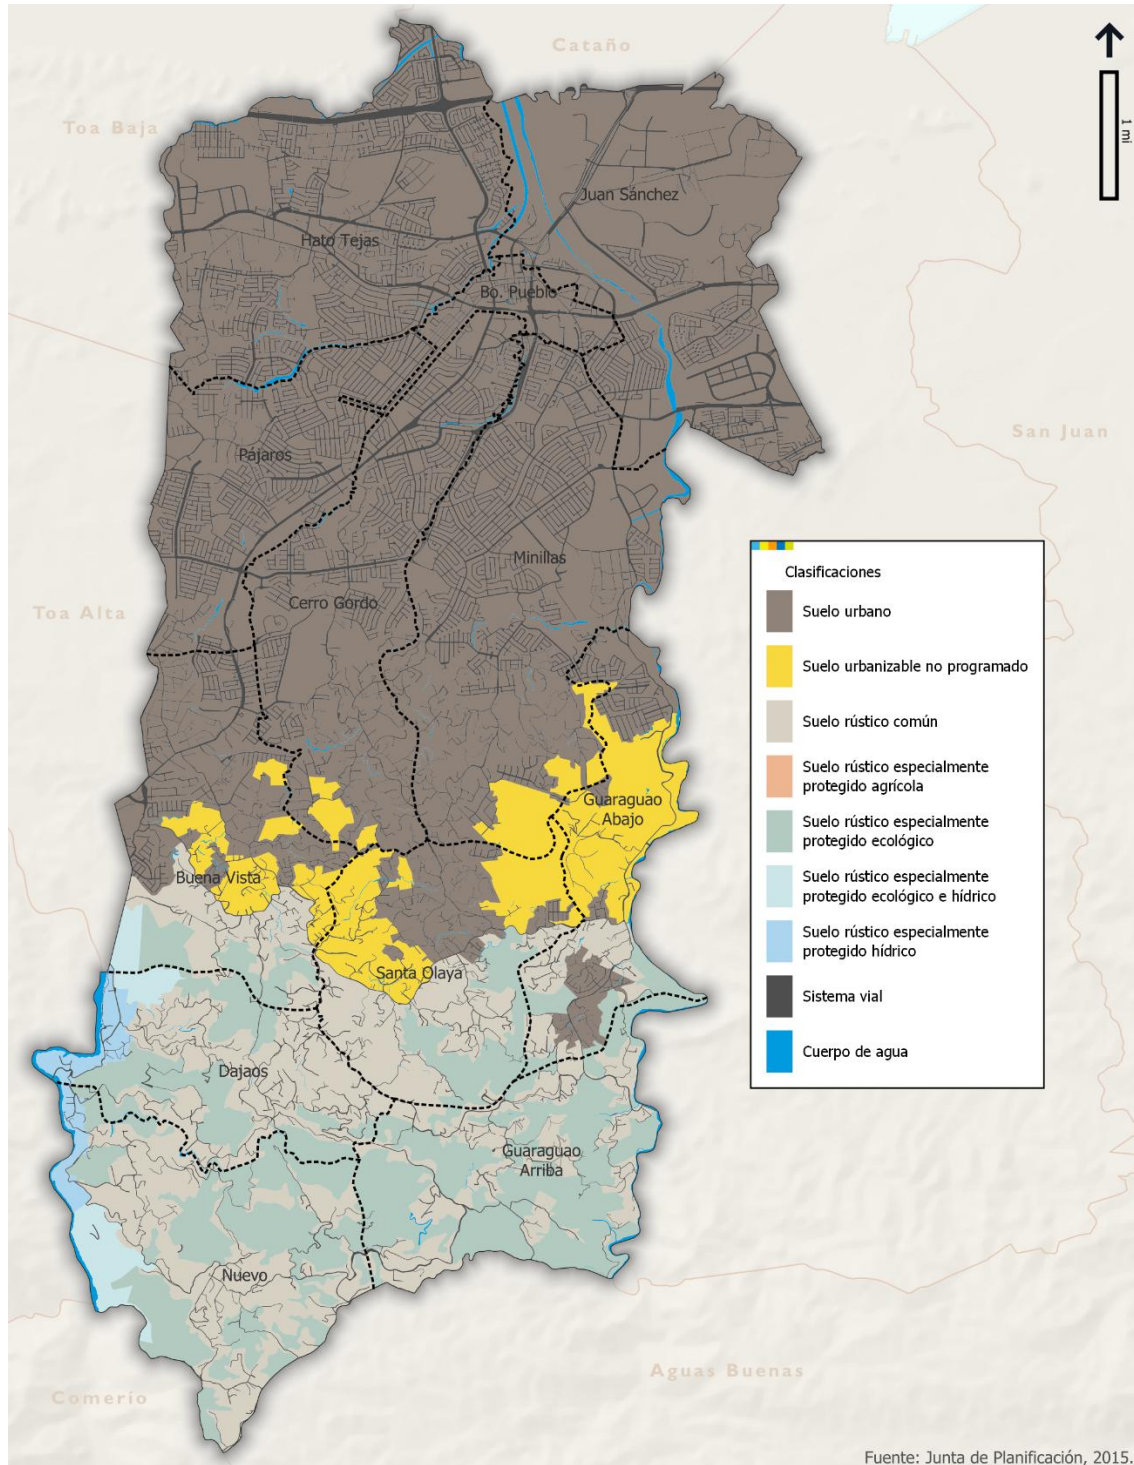 Cataño
Toa Baja
1 mi
Juan Sánchez
Hato Tejas
Bo. Pueblo
San Juan
Pájaros
Minillas
Cerro Gordo
Toa Alta
Clasificaciones
Suelo urbano
Suelo urbanizable no programado
Suelo rústico común
Suelo rústico especialmente
protegido agrícola
Suelo rústico especialmente
protegido ecológico
Suelo rústico especialmente
protegido ecológico e hídrico
Suelo rústico especialmente
protegido hídrico
Sistema vial
Cuerpo de agua
Guaraguao
Abajo
Buena Vista
Santa Olaya
Dajaos
Guaraguao
Arriba
Nuevo
Aguas Buenas
Comerío
Fuente: Junta de Planificación, 2015.